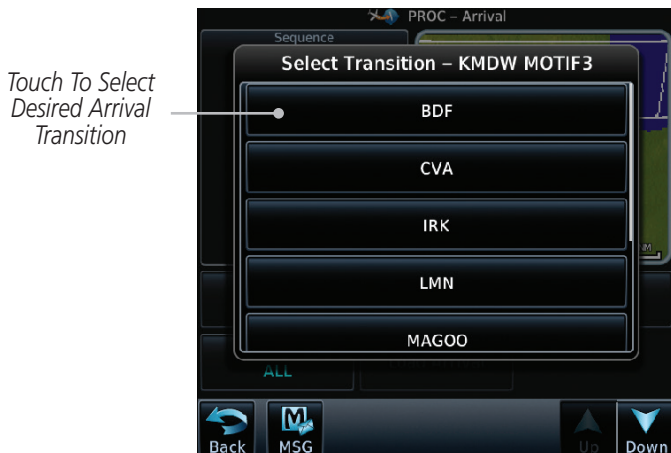 PROC – Arrival
Sequence
Select Transition – KMDW MOTIF3
Touch To Select
Desired Arrival
Transition
BDF
CVA
IRK
LMN
MAGOO
NM
ALL
Back
MSG
Up
Down